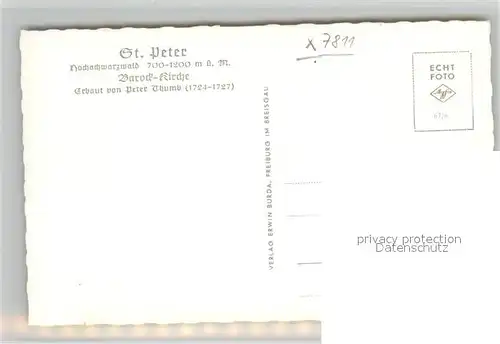 St. Peter
Hochschwarzwald 700-1200 m ü. M.
Barock-Kirche
Erbaut von Peter Thumb (1724-1727)
x 7811
ECHT
FOTO
Agfa
VERLAG ERWIN BURDA, FREIBURG IM BREISGAU
privacy protection
Datenschutz